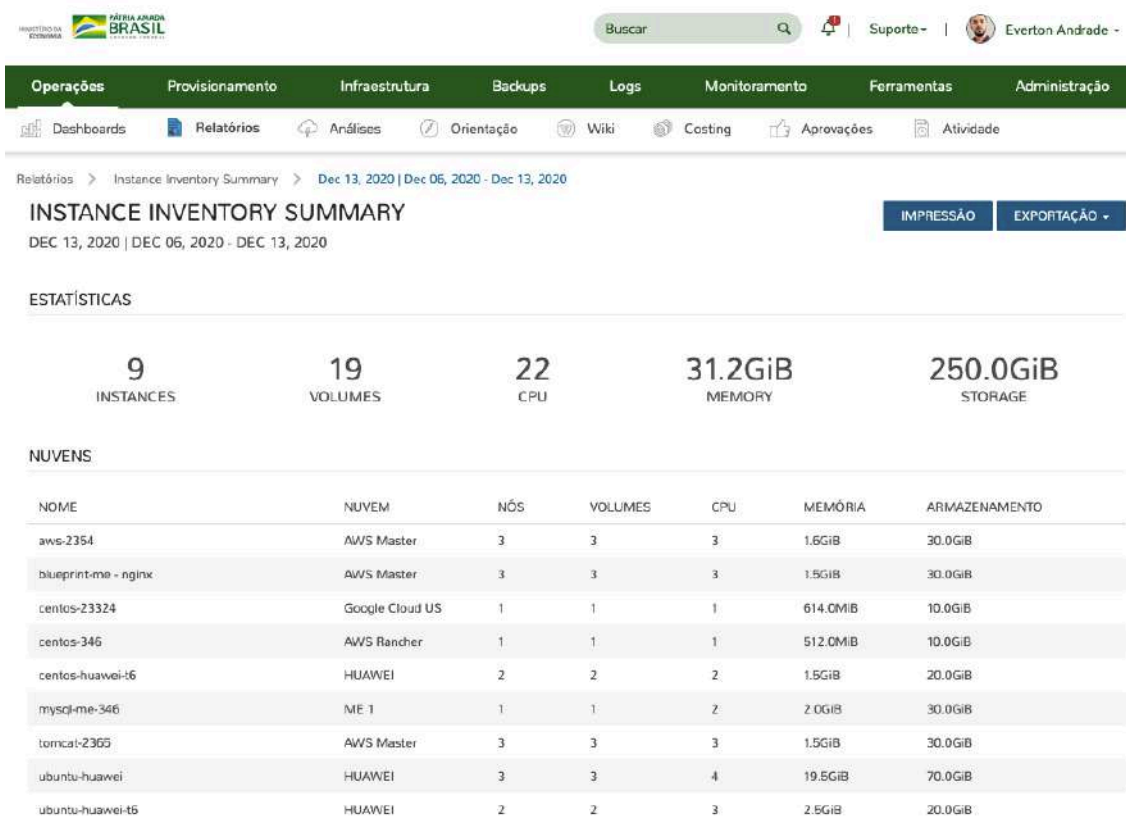 MINISTÉRIO DA
ECONOMIA
PÁTRIA AMADA
BRASIL
GOVERNO FEDERAL
Buscar
Suporte
Everton Andrade
Operações Provisionamento Infraestrutura Backups Logs Monitoramento Ferramentas Administração
Dashboards Relatórios Análises Orientação Wiki Costing Aprovações Atividade
Relatórios > Instance Inventory Summary > Dec 13, 2020 | Dec 06, 2020 - Dec 13, 2020
INSTANCE INVENTORY SUMMARY
IMPRESSÃO EXPORTAÇÃO
DEC 13, 2020 | DEC 06, 2020 - DEC 13, 2020
ESTATÍSTICAS
9 19 22 31.2GiB 250.0GiB
INSTANCES VOLUMES CPU MEMORY STORAGE
NUVENS
NOME NUVEM NÓS VOLUMES CPU MEMÓRIA ARMAZENAMENTO
aws-2354 AWS Master 3 3 3 1.6GiB 30.0GiB
blueprint-me - nginx AWS Master 3 3 3 1.5GiB 30.0GiB
centos-23324 Google Cloud US 1 1 1 614.0MiB 10.0GiB
centos-346 AWS Rancher 1 1 1 512.0MiB 10.0GiB
centos-huawei-t6 HUAWEI 2 2 2 1.5GiB 20.0GiB
mysql-me-346 ME 1 1 1 2 2.0GiB 30.0GiB
tomcat-2365 AWS Master 3 3 3 1.5GiB 30.0GiB
ubuntu-huawei HUAWEI 3 3 4 19.5GiB 70.0GiB
ubuntu-huawei-t6 HUAWEI 2 2 3 2.5GiB 20.0GiB